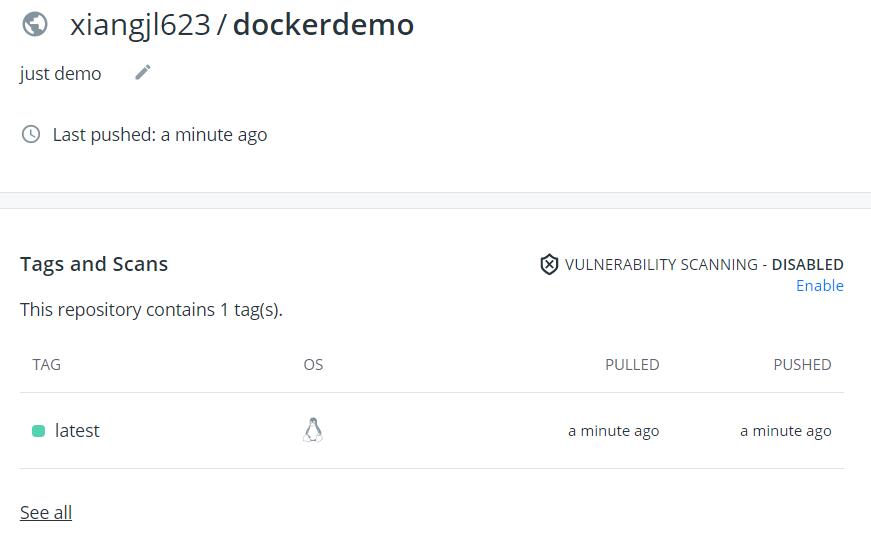 xiangjl623 / dockerdemo
just demo
Last pushed: a minute ago
Tags and Scans
VULNERABILITY SCANNING - DISABLED
Enable
This repository contains 1 tag(s).
TAG OS PULLED PUSHED
latest a minute ago a minute ago
See all